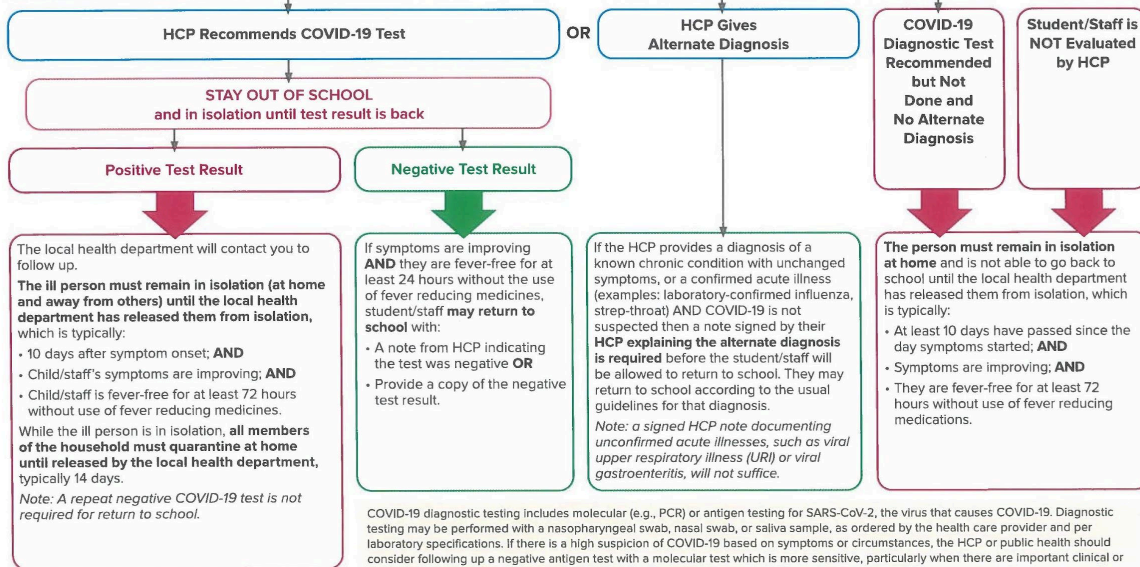 HCP Recommends COVID-19 Test
OR
HCP Gives
Alternate Diagnosis
COVID-19
Diagnostic Test
Recommended
but Not
Done and
No Alternate
Diagnosis
Student/Staff is
NOT Evaluated
by HCP
STAY OUT OF SCHOOL
and in isolation until test result is back
Positive Test Result
Negative Test Result
The local health department will contact you to
follow up.
The ill person must remain in isolation (at home
and away from others) until the local health
department has released them from isolation,
which is typically:
• 10 days after symptom onset; AND
• Child/staff's symptoms are improving; AND
• Child/staff is fever-free for at least 72 hours
without use of fever reducing medicines.
While the ill person is in isolation, all members
of the household must quarantine at home
until released by the local health department,
typically 14 days.
Note: A repeat negative COVID-19 test is not
required for return to school.
If symptoms are improving
AND they are fever-free for at
least 24 hours without the use
of fever reducing medicines,
student/staff may return to
school with:
• A note from HCP indicating
the test was negative OR
• Provide a copy of the negative
test result.
If the HCP provides a diagnosis of a
known chronic condition with unchanged
symptoms, or a confirmed acute illness
(examples: laboratory-confirmed influenza,
strep-throat) AND COVID-19 is not
suspected then a note signed by their
HCP explaining the alternate diagnosis
is required before the student/staff will
be allowed to return to school. They may
return to school according to the usual
guidelines for that diagnosis.
Note: a signed HCP note documenting
unconfirmed acute illnesses, such as viral
upper respiratory illness (URI) or viral
gastroenteritis, will not suffice.
The person must remain in isolation
at home and is not able to go back to
school until the local health department
has released them from isolation, which
is typically:
• At least 10 days have passed since the
day symptoms started; AND
• Symptoms are improving; AND
• They are fever-free for at least 72
hours without use of fever reducing
medications.
COVID-19 diagnostic testing includes molecular (e.g., PCR) or antigen testing for SARS-CoV-2, the virus that causes COVID-19. Diagnostic
testing may be performed with a nasopharyngeal swab, nasal swab, or saliva sample, as ordered by the health care provider and per
laboratory specifications. If there is a high suspicion of COVID-19 based on symptoms or circumstances, the HCP or public health should
consider following up a negative antigen test with a molecular test which is more sensitive, particularly when there are important clinical or